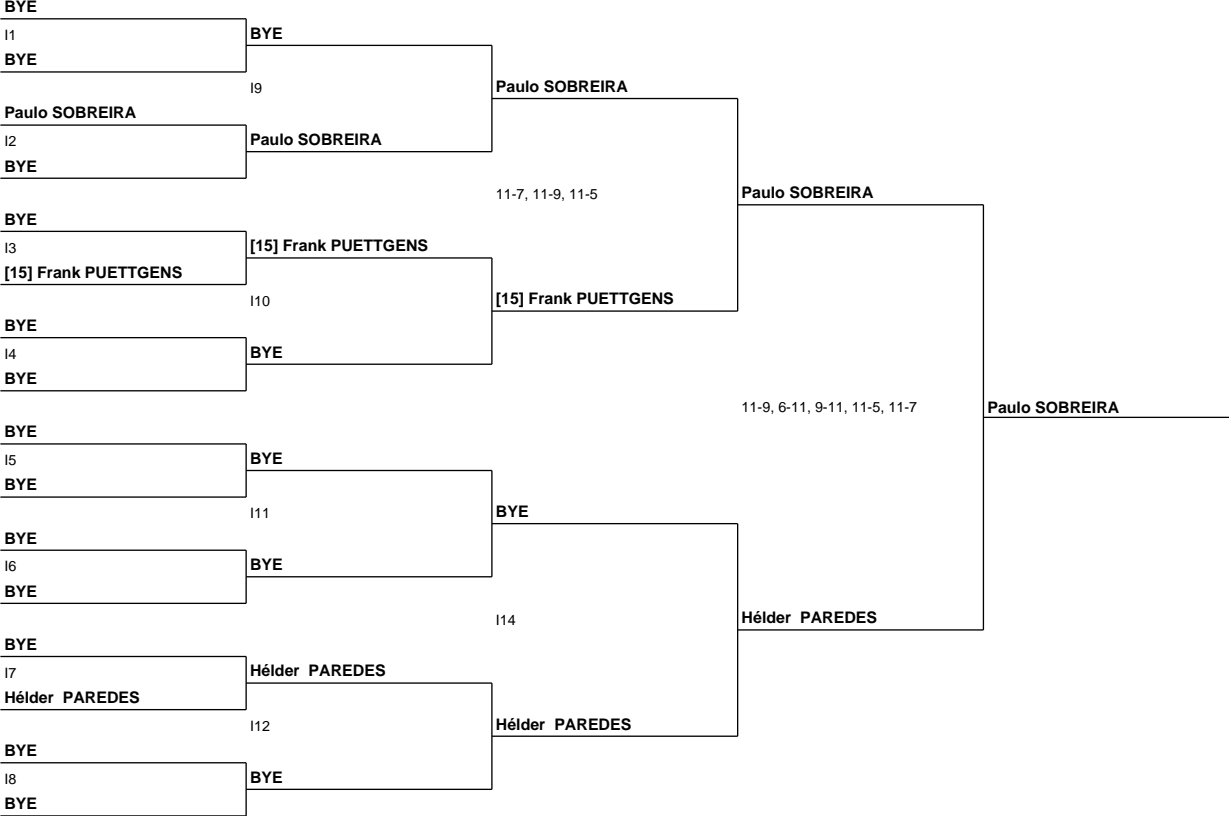 BYE
I1
BYE
BYE
I9
Paulo SOBREIRA
Paulo SOBREIRA
I2
Paulo SOBREIRA
BYE
11-7, 11-9, 11-5
Paulo SOBREIRA
BYE
I3
[15] Frank PUETTGENS
[15] Frank PUETTGENS
I10
[15] Frank PUETTGENS
BYE
I4
BYE
BYE
11-9, 6-11, 9-11, 11-5, 11-7
Paulo SOBREIRA
BYE
I5
BYE
BYE
I11
BYE
BYE
I6
BYE
BYE
I14
Hélder  PAREDES
BYE
I7
Hélder  PAREDES
Hélder  PAREDES
I12
Hélder  PAREDES
BYE
I8
BYE
BYE